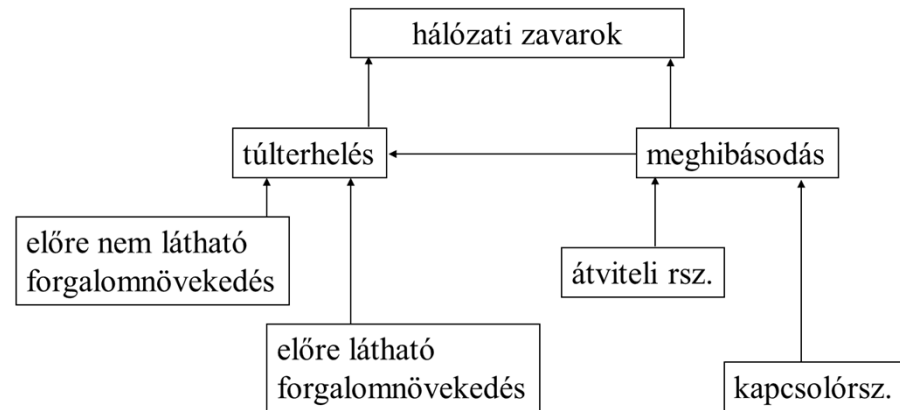 hálózati zavarok
túlterhelés
meghibásodás
előre nem látható
forgalomnövekedés
átviteli rsz.
előre látható
forgalomnövekedés
kapcsolórsz.